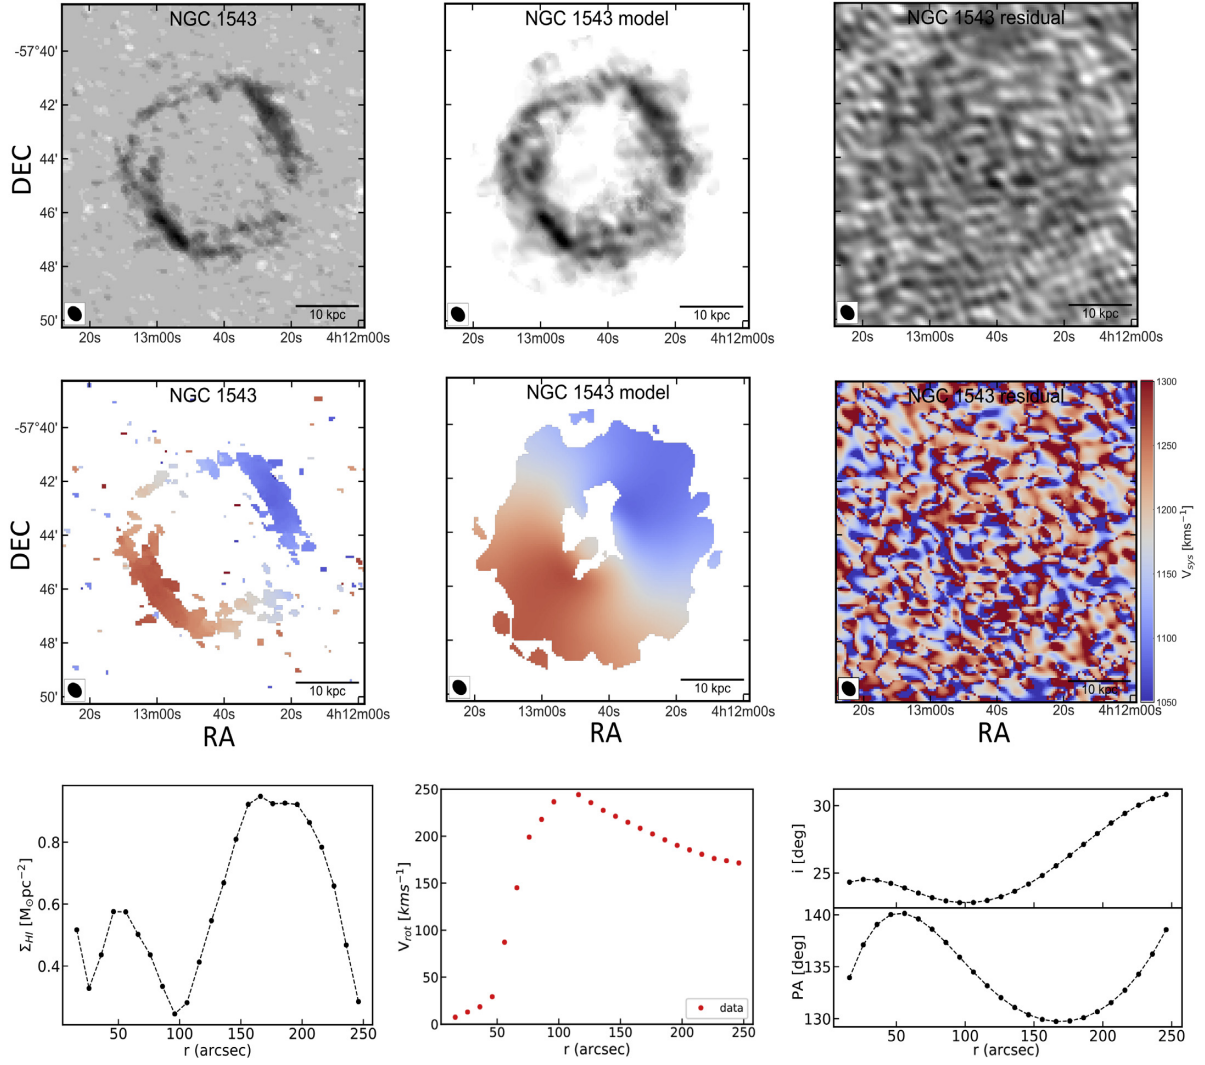 NGC 1543
NGC 1543 model
NGC 1543 residual
-57°40'
42'
44'
46'
48'
50'
DEC
10 kpc
10 kpc
10 kpc
20s 13m00s 40s 20s 4h12m00s
20s 13m00s 40s 20s 4h12m00s
20s 13m00s 40s 20s 4h12m00s
NGC 1543
NGC 1543 model
NGC 1543 residual
-57°40'
42'
44'
46'
48'
50'
DEC
10 kpc
10 kpc
10 kpc
1300
1250
1200
1150
1100
1050
V_sys [kms⁻¹]
20s 13m00s 40s 20s 4h12m00s
20s 13m00s 40s 20s 4h12m00s
20s 13m00s 40s 20s 4h12m00s
RA
RA
RA
0.8
0.6
0.4
Σ_HI [M⊙pc⁻²]
50 100 150 200 250
r (arcsec)
250
200
150
100
50
0
V_rot [kms⁻¹]
data
0 50 100 150 200 250
r (arcsec)
30
25
i [deg]
140
135
130
PA [deg]
0 50 100 150 200 250
r (arcsec)